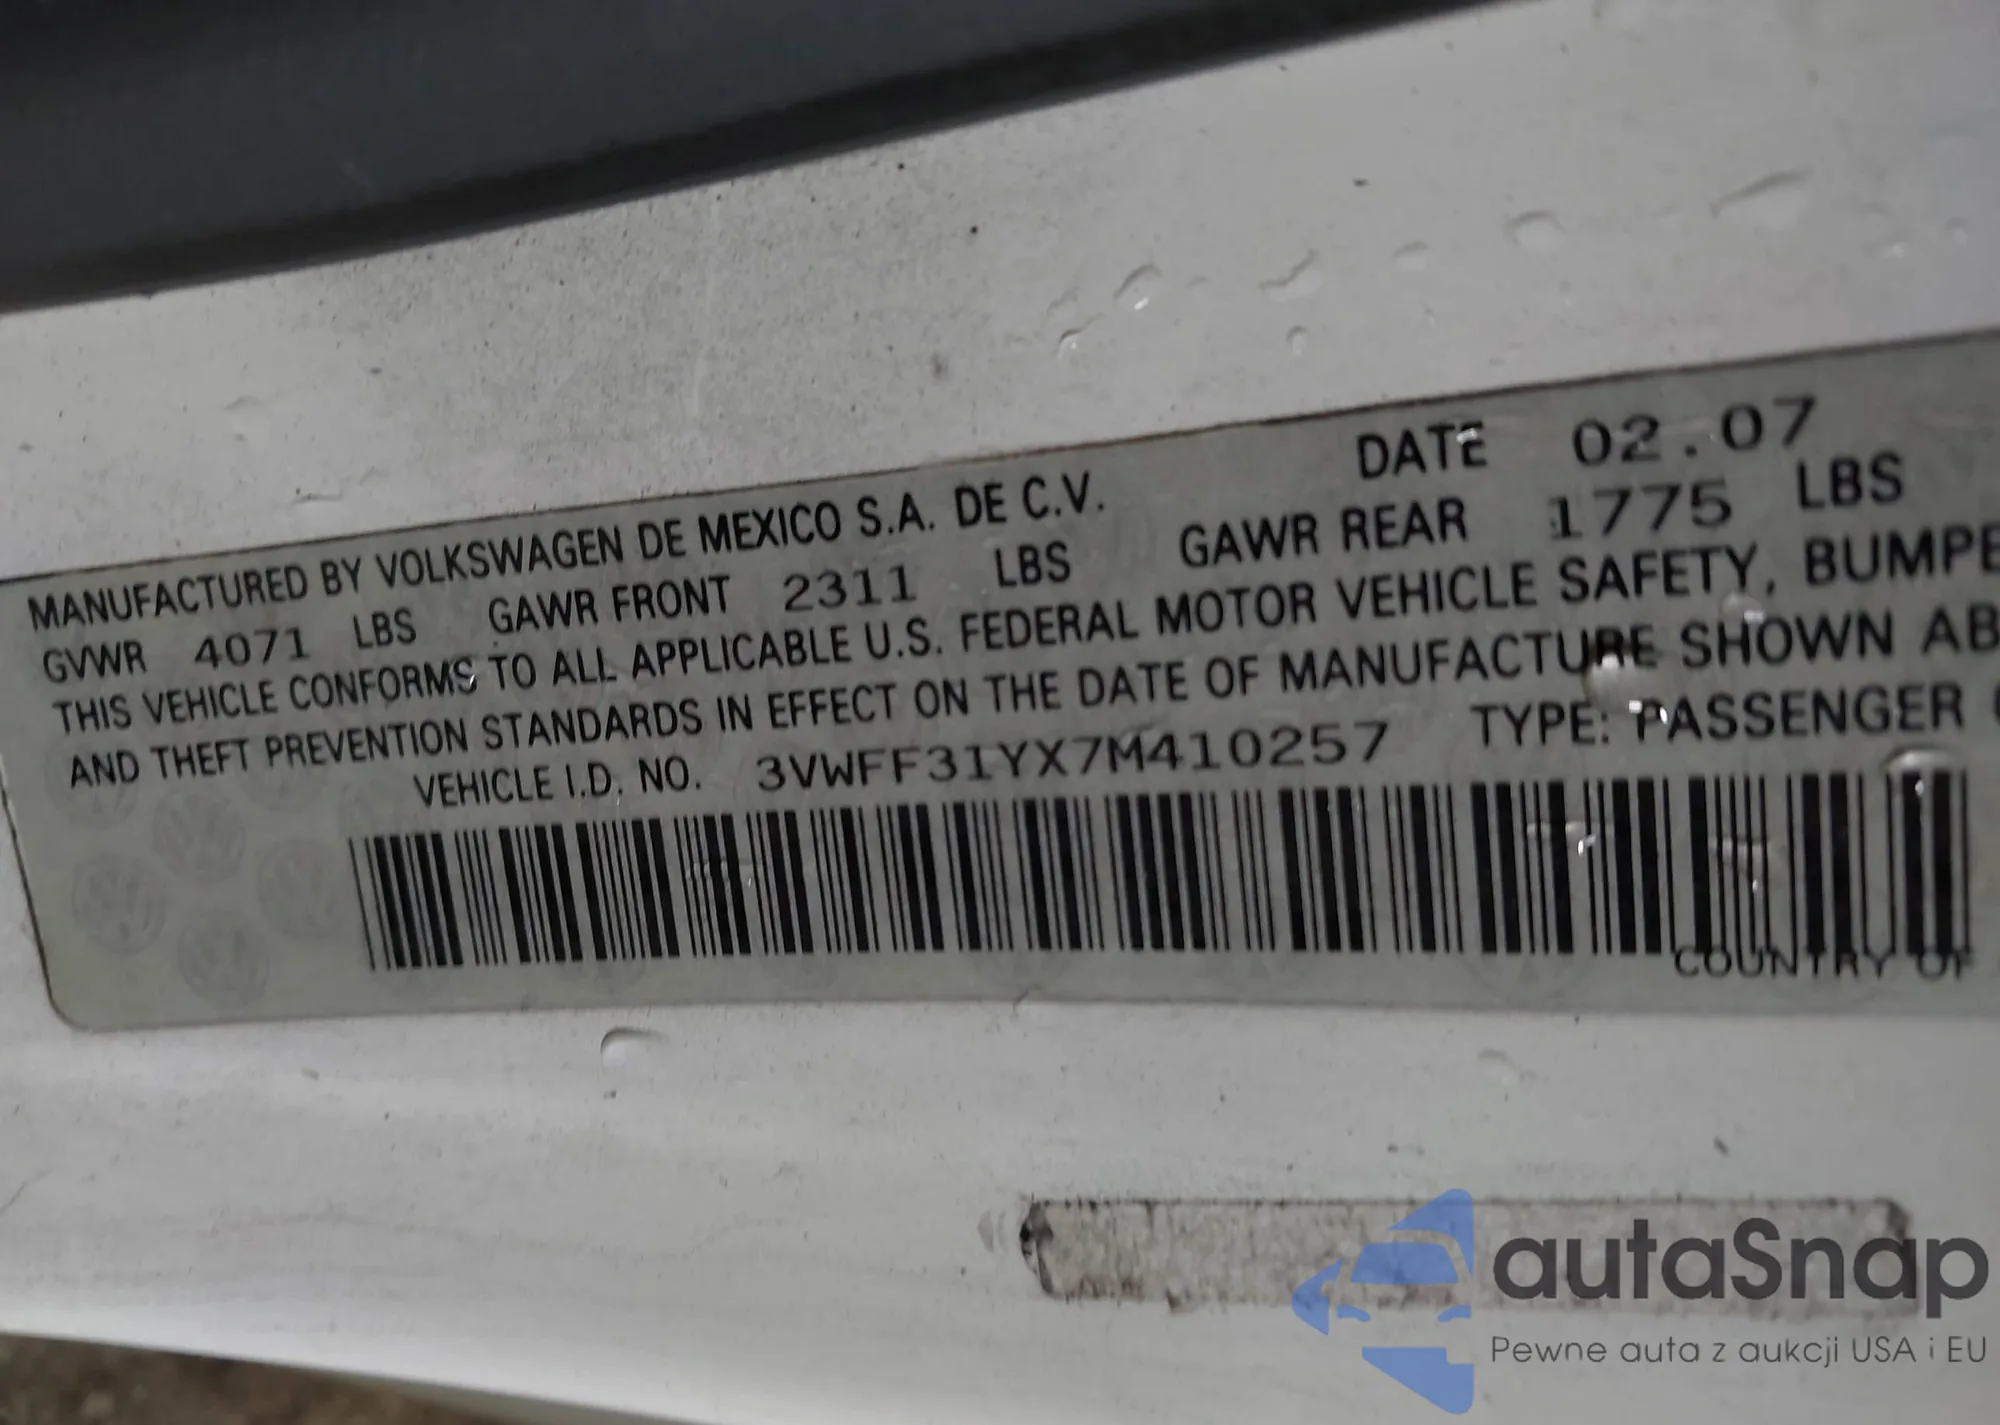 MANUFACTURED BY VOLKSWAGEN DE MEXICO S.A. DE C.V. DATE 02.07
GVWR 4071 LBS GAWR FRONT 2311 LBS GAWR REAR 1775 LBS
THIS VEHICLE CONFORMS TO ALL APPLICABLE U.S. FEDERAL MOTOR VEHICLE SAFETY, BUMPE
AND THEFT PREVENTION STANDARDS IN EFFECT ON THE DATE OF MANUFACTURE SHOWN AB
VEHICLE I.D. NO. 3VWFF31YX7M410257 TYPE: PASSENGER
COUNTRY OF
autaSnap
Pewne auta z aukcji USA i EU